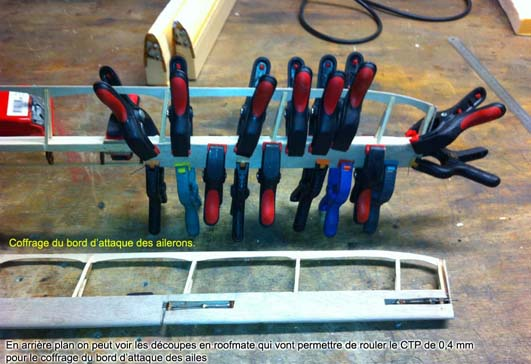 Coffrage du bord d'attaque des ailerons.
En arrière plan on peut voir les découpes en roofmate qui vont permettre de rouler le CTP de 0,4 mm
pour le coffrage du bord d'attaque des ailes